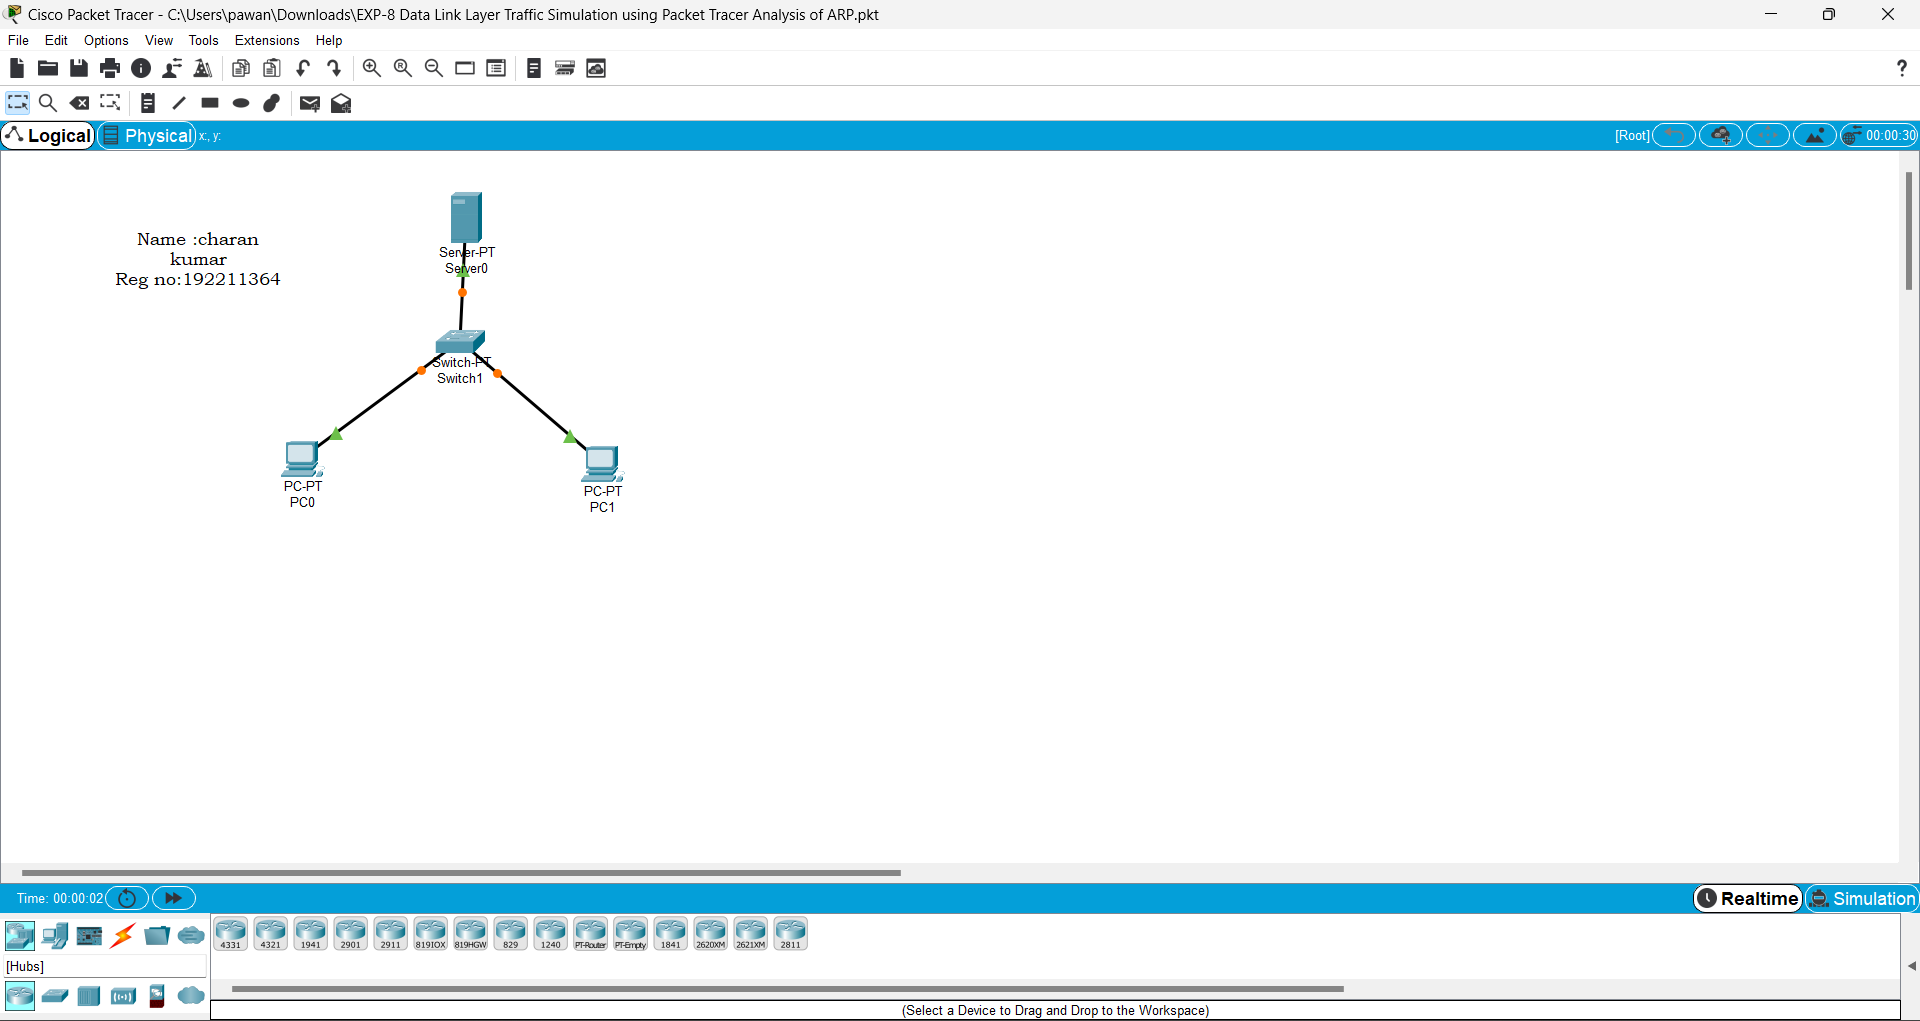 Cisco Packet Tracer - C:\Users\pawan\Downloads\EXP-8 Data Link Layer Traffic Simulation using Packet Tracer Analysis of ARP.pkt
File Edit Options View Tools Extensions Help
?
Logical Physical x:, y: [Root] 00:00:30
Name :charan
kumar
Reg no:192211364
Server-PT
Server0
Switch-PT
Switch1
PC-PT
PC0
PC-PT
PC1
Time: 00:00:02 Realtime Simulation
4331 4321 1941 2901 2911 819IOX 819HGW 829 1240 PT-Router PT-Empty 1841 2620XM 2621XM 2811
[Hubs]
(Select a Device to Drag and Drop to the Workspace)